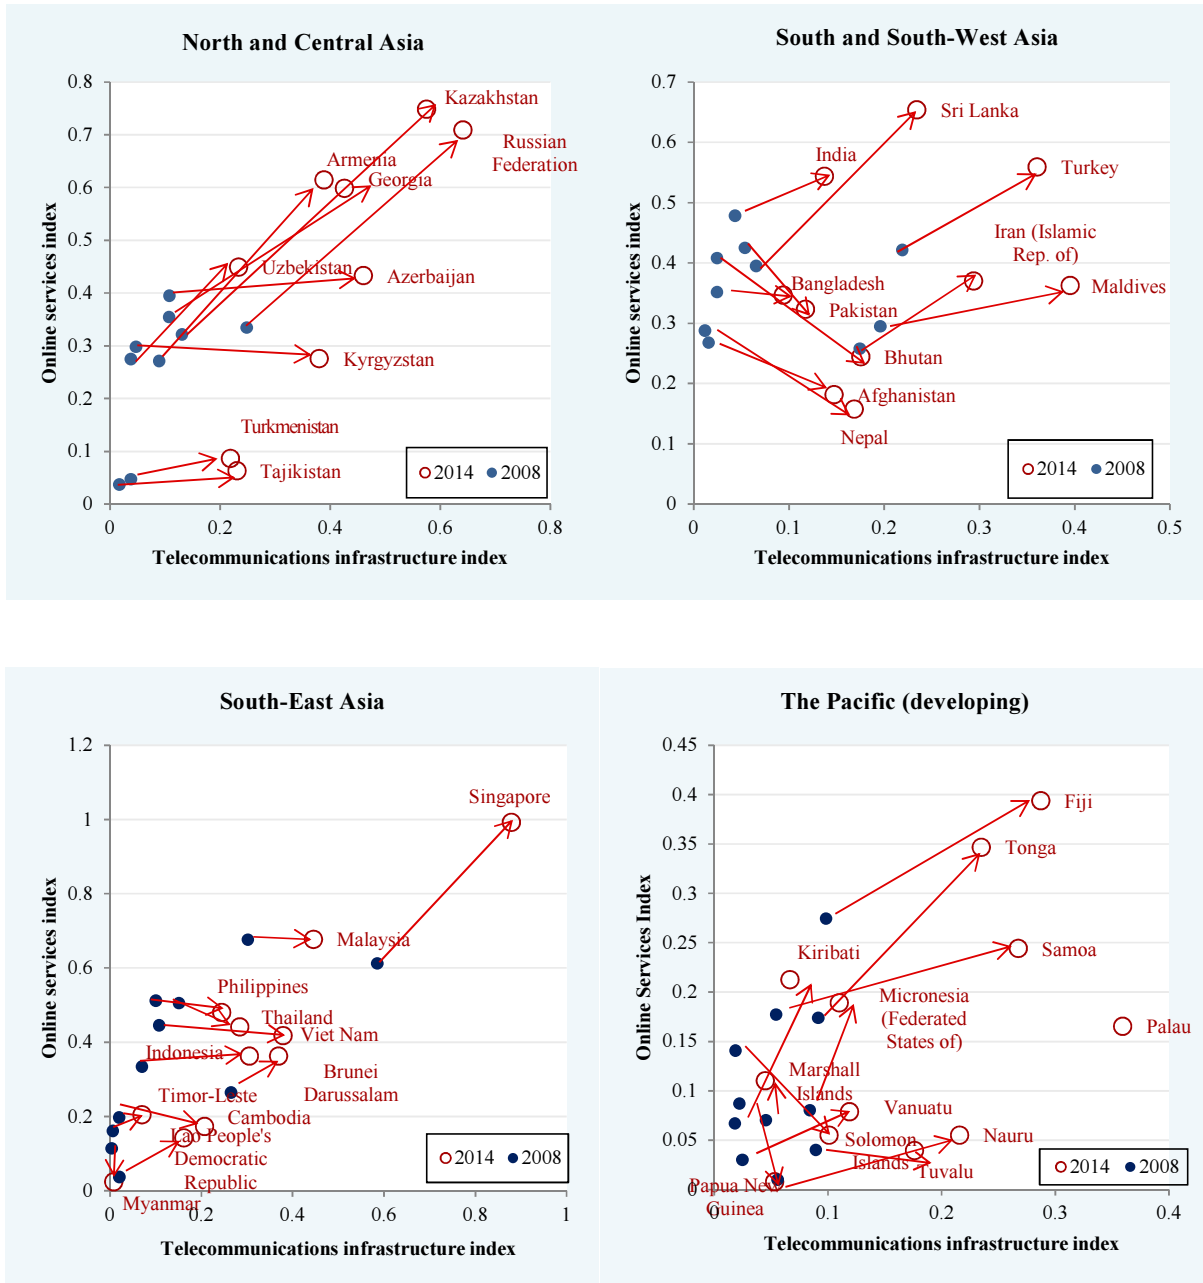 North and Central Asia
0.8
0.7
0.6
0.5
0.4
0.3
0.2
0.1
0
Online services index
Kazakhstan
Russian
Federation
Armenia
Georgia
Uzbekistan
Azerbaijan
Kyrgyzstan
Turkmenistan
Tajikistan
2014
2008
0
0.2
0.4
0.6
0.8
Telecommunications infrastructure index
South and South-West Asia
0.7
0.6
0.5
0.4
0.3
0.2
0.1
0
Online services index
Sri Lanka
India
Turkey
Iran (Islamic
Rep. of)
Bangladesh
Maldives
Pakistan
Bhutan
Afghanistan
Nepal
2014
2008
0
0.1
0.2
0.3
0.4
0.5
Telecommunications infrastructure index
South-East Asia
1.2
1
0.8
0.6
0.4
0.2
0
Online services index
Singapore
Malaysia
Philippines
Thailand
Viet Nam
Indonesia
Brunei
Darussalam
Timor-Leste
Cambodia
Lao People's
Democratic
Republic
Myanmar
2014
2008
0
0.2
0.4
0.6
0.8
1
Telecommunications infrastructure index
The Pacific (developing)
0.45
0.4
0.35
0.3
0.25
0.2
0.15
0.1
0.05
0
Online Services Index
Fiji
Tonga
Kiribati
Samoa
Micronesia
(Federated
States of)
Palau
Marshall
Islands
Vanuatu
Solomon
Islands
Nauru
Tuvalu
Papua New
Guinea
2014
2008
0
0.1
0.2
0.3
0.4
Telecommunications infrastructure index